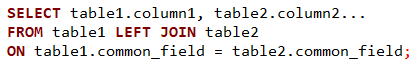 SELECT table1.column1, table2.column2...
FROM table1 LEFT JOIN table2
ON table1.common_field = table2.common_field;